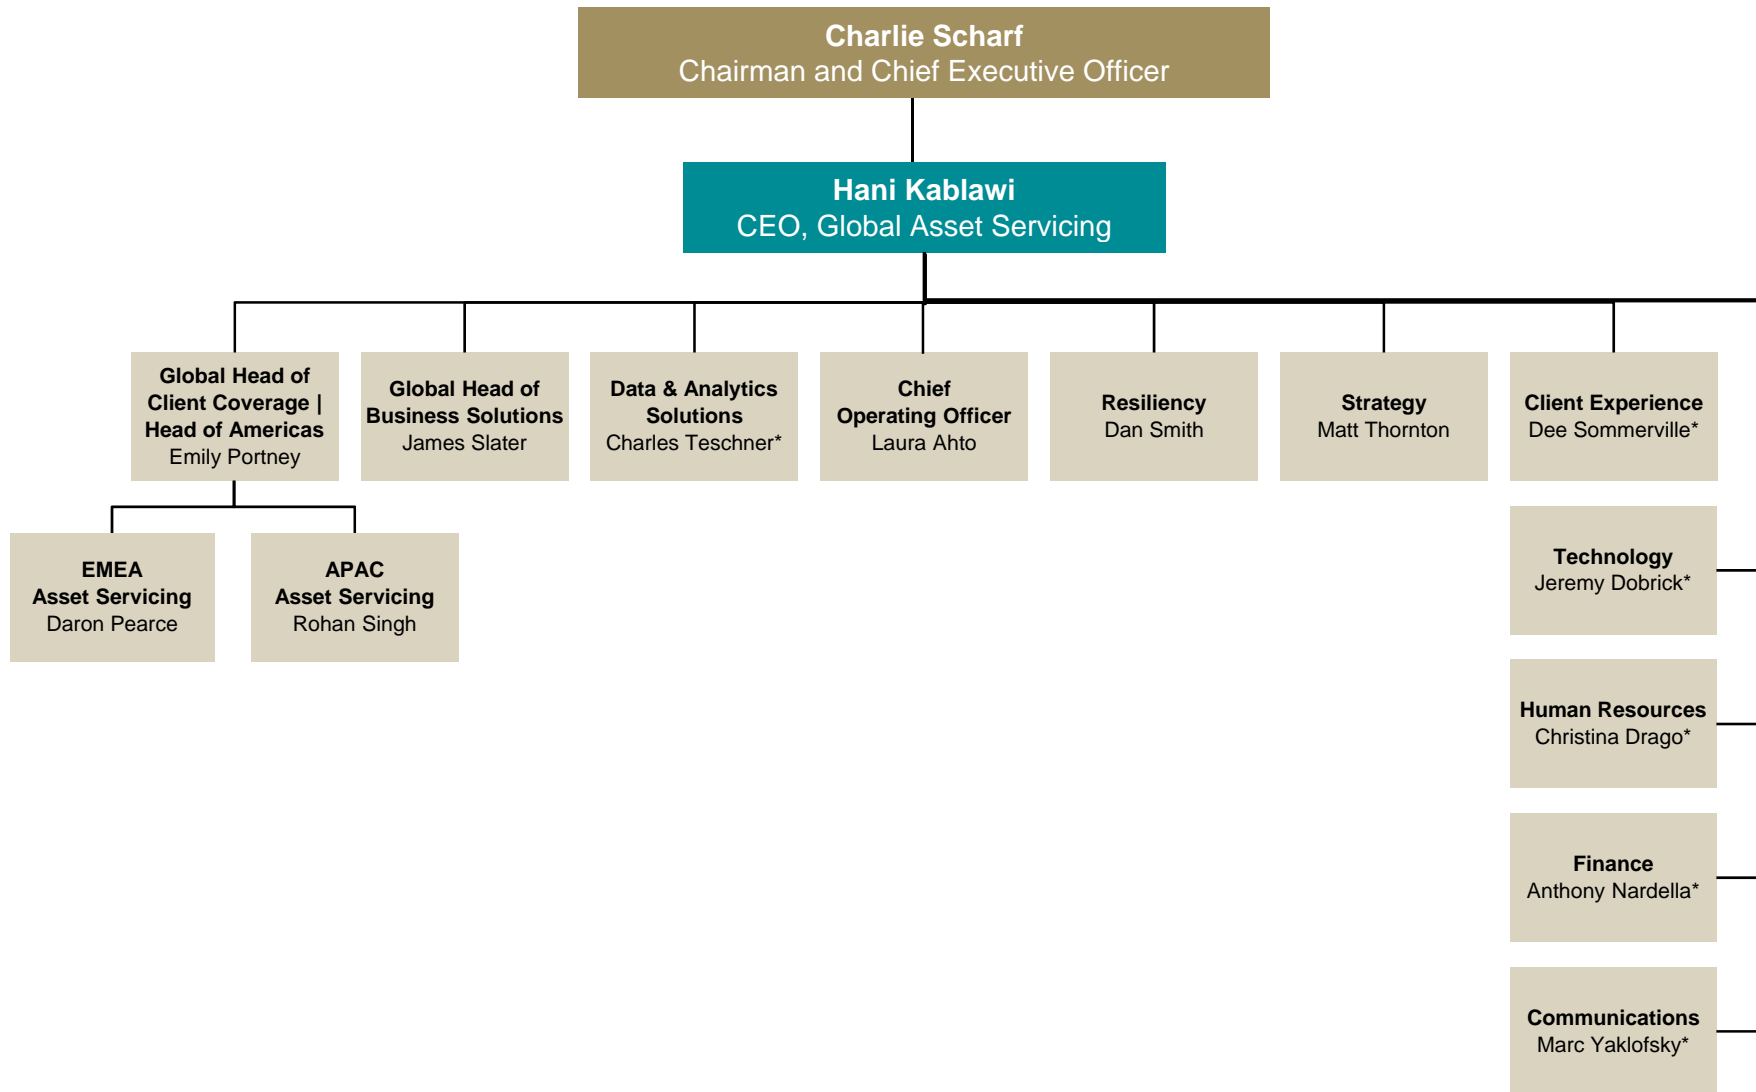 Charlie Scharf
Chairman and Chief Executive Officer
Hani Kablawi
CEO, Global Asset Servicing
Global Head of
Client Coverage |
Head of Americas
Emily Portney
Global Head of
Business Solutions
James Slater
Data & Analytics
Solutions
Charles Teschner*
Chief
Operating Officer
Laura Ahto
Resiliency
Dan Smith
Strategy
Matt Thornton
Client Experience
Dee Sommerville*
EMEA
Asset Servicing
Daron Pearce
APAC
Asset Servicing
Rohan Singh
Technology
Jeremy Dobrick*
Human Resources
Christina Drago*
Finance
Anthony Nardella*
Communications
Marc Yaklofsky*